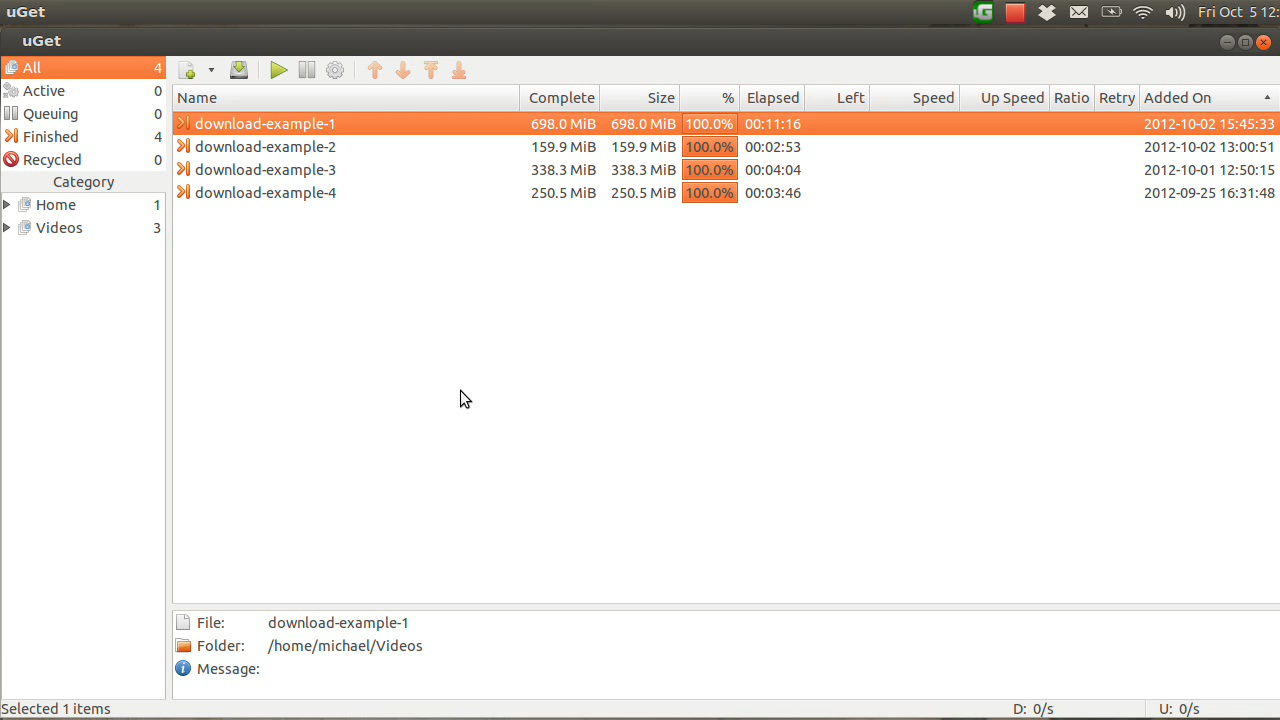 uGet
Fri Oct 5 12:
uGet
All 4
Active 0
Queuing 0
Finished 4
Recycled 0
Category
Home 1
Videos 3
Name Complete Size % Elapsed Left Speed Up Speed Ratio Retry Added On
download-example-1 698.0 MiB 698.0 MiB 100.0% 00:11:16 2012-10-02 15:45:33
download-example-2 159.9 MiB 159.9 MiB 100.0% 00:02:53 2012-10-02 13:00:51
download-example-3 338.3 MiB 338.3 MiB 100.0% 00:04:04 2012-10-01 12:50:15
download-example-4 250.5 MiB 250.5 MiB 100.0% 00:03:46 2012-09-25 16:31:48
File: download-example-1
Folder: /home/michael/Videos
Message:
Selected 1 items
D: 0/s
U: 0/s